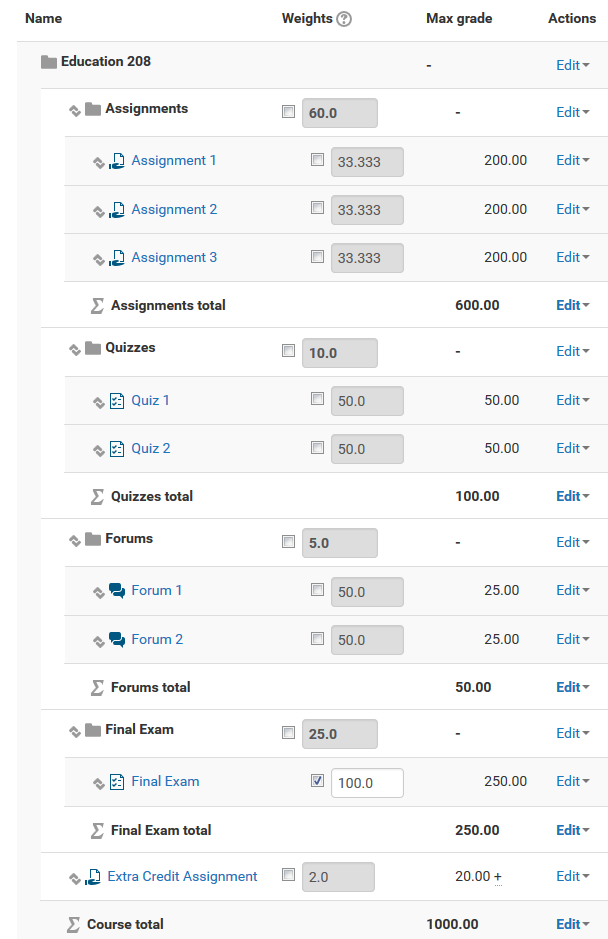 Name Weights ? Max grade Actions
Education 208 - Edit
Assignments 60.0 - Edit
Assignment 1 33.333 200.00 Edit
Assignment 2 33.333 200.00 Edit
Assignment 3 33.333 200.00 Edit
Σ Assignments total 600.00 Edit
Quizzes 10.0 - Edit
Quiz 1 50.0 50.00 Edit
Quiz 2 50.0 50.00 Edit
Σ Quizzes total 100.00 Edit
Forums 5.0 - Edit
Forum 1 50.0 25.00 Edit
Forum 2 50.0 25.00 Edit
Σ Forums total 50.00 Edit
Final Exam 25.0 - Edit
Final Exam 100.0 250.00 Edit
Σ Final Exam total 250.00 Edit
Extra Credit Assignment 2.0 20.00 + Edit
Σ Course total 1000.00 Edit